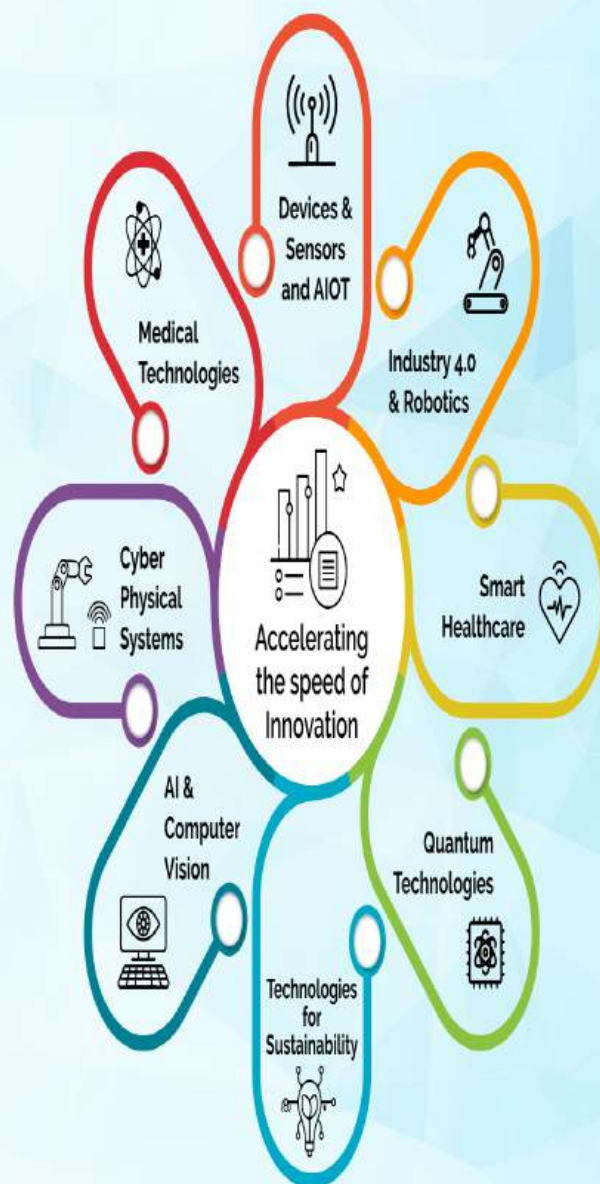 Devices &
Sensors
and AIOT
Industry 4.0
& Robotics
Smart
Healthcare
Quantum
Technologies
Technologies
for
Sustainability
AI &
Computer
Vision
Cyber
Physical
Systems
Medical
Technologies
Accelerating
the speed of
Innovation